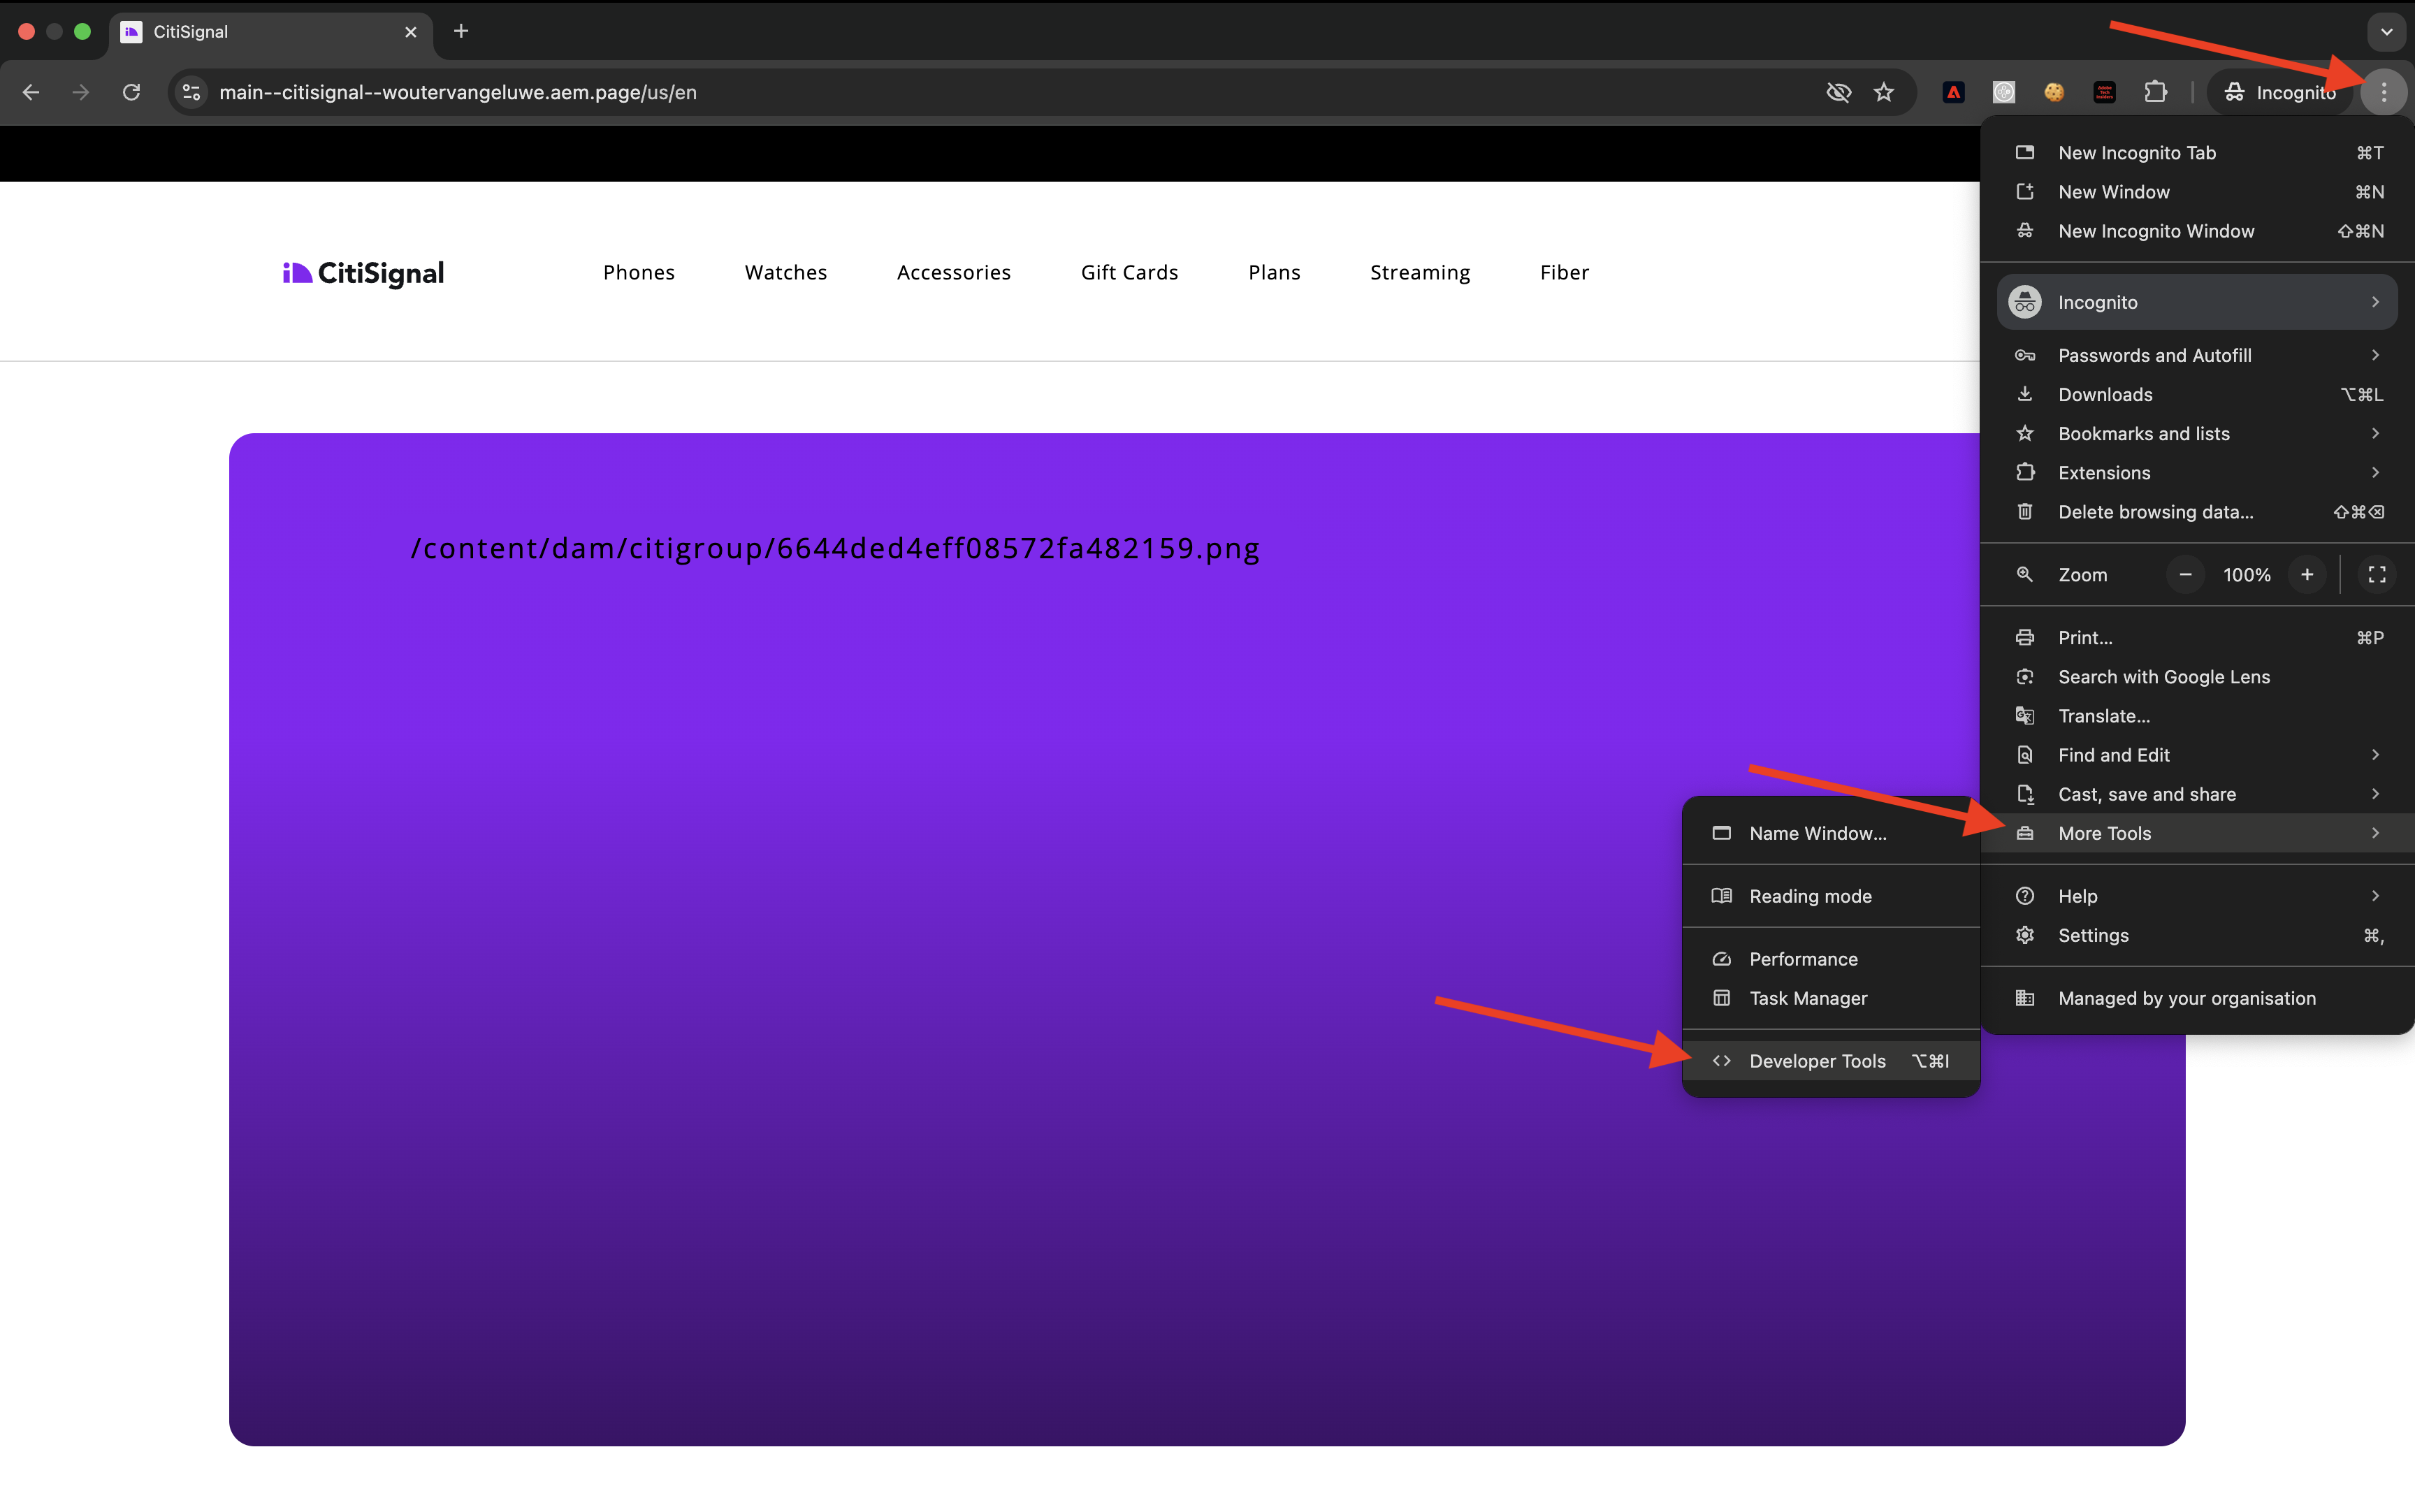 CitiSignal
main--citisignal--woutervangeluwe.aem.page/us/en
Incognito
New Incognito Tab ⌘T
New Window ⌘N
New Incognito Window ⇧⌘N
Incognito
Passwords and Autofill
Downloads ⌥⌘L
Bookmarks and lists
Extensions
Delete browsing data... ⇧⌘⌫
Zoom − 100% +
Print... ⌘P
Search with Google Lens
Translate...
Find and Edit
Cast, save and share
More Tools
Help
Settings ⌘,
Managed by your organisation
Name Window...
Reading mode
Performance
Task Manager
Developer Tools ⌥⌘I
CitiSignal
Phones Watches Accessories Gift Cards Plans Streaming Fiber
/content/dam/citigroup/6644ded4eff08572fa482159.png